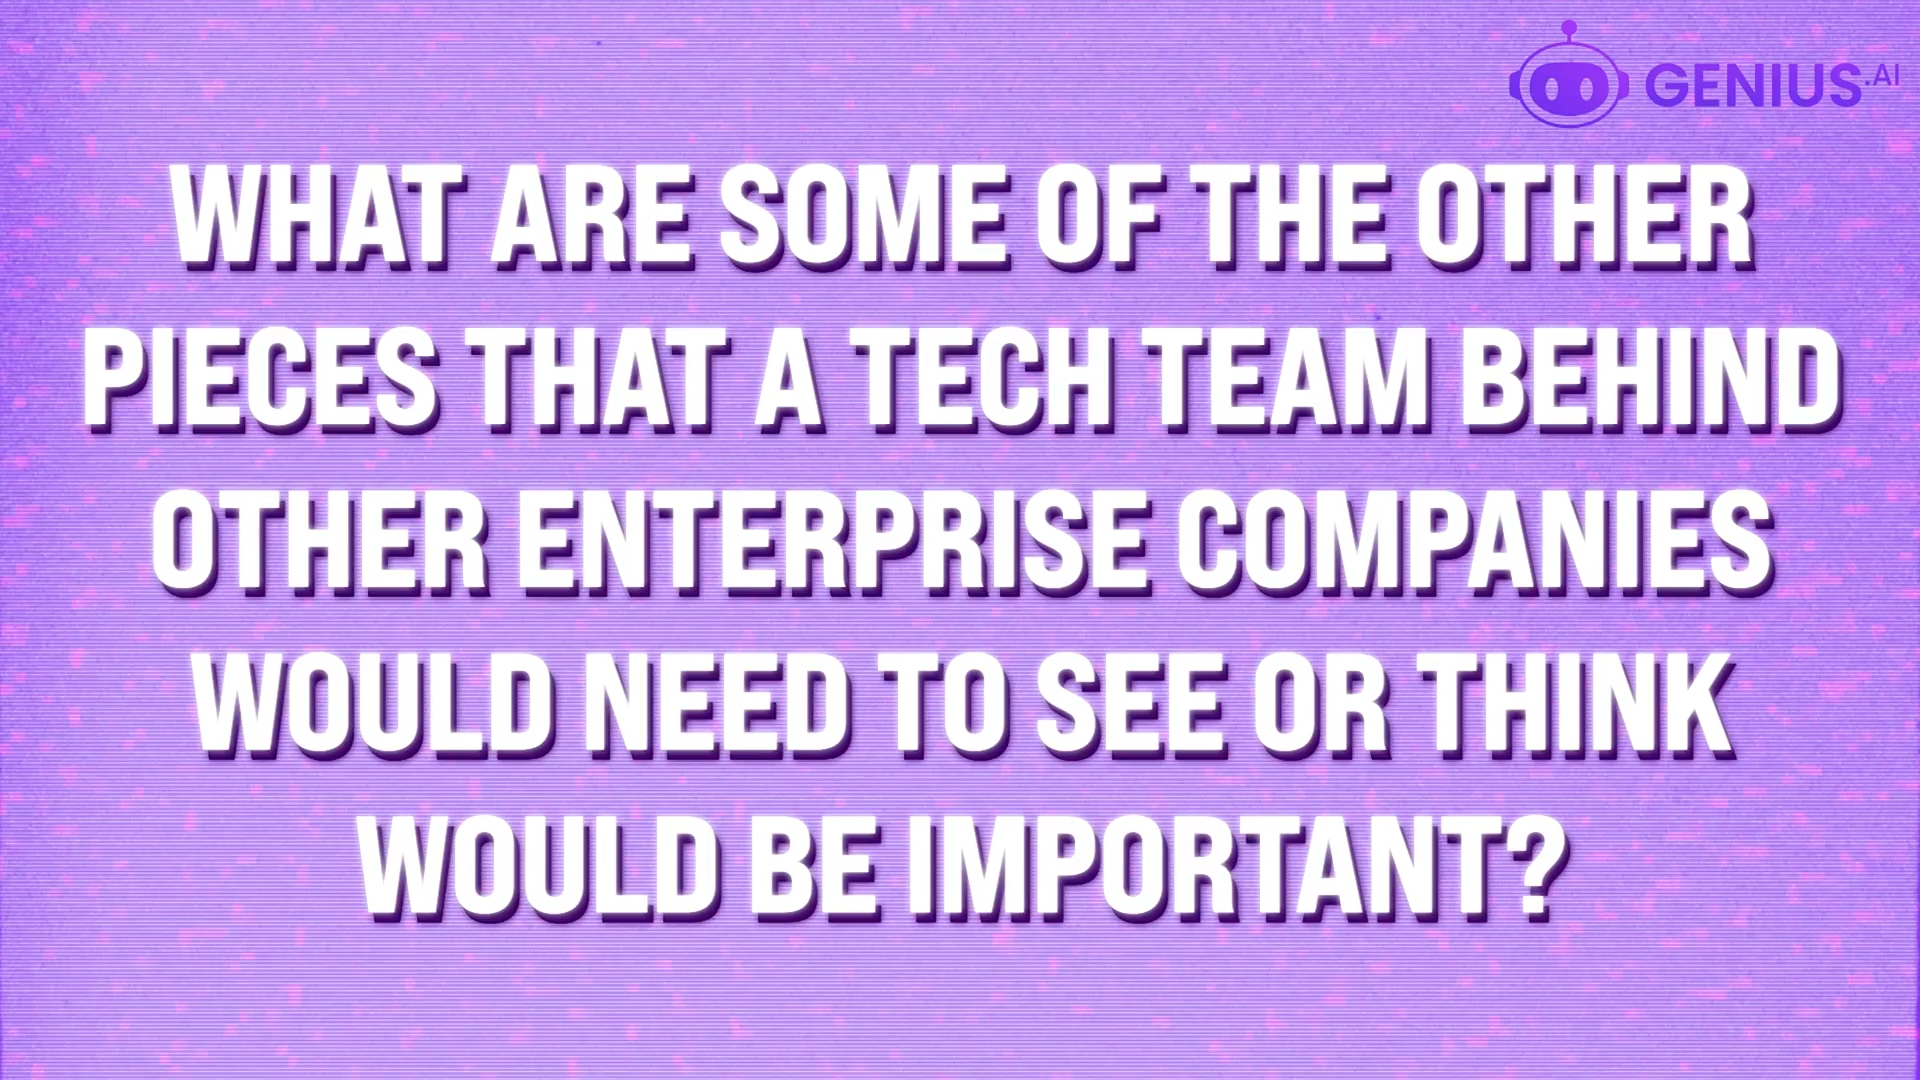 GENIUS.AI
WHAT ARE SOME OF THE OTHER
PIECES THAT A TECH TEAM BEHIND
OTHER ENTERPRISE COMPANIES
WOULD NEED TO SEE OR THINK
WOULD BE IMPORTANT?